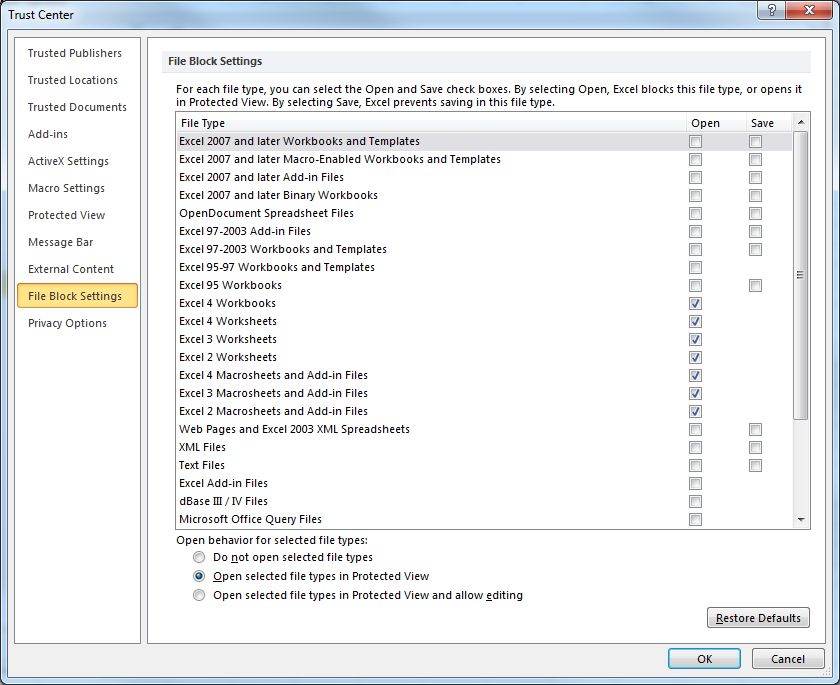 Trust Center
Trusted Publishers
Trusted Locations
Trusted Documents
Add-ins
ActiveX Settings
Macro Settings
Protected View
Message Bar
External Content
File Block Settings
Privacy Options
File Block Settings
For each file type, you can select the Open and Save check boxes. By selecting Open, Excel blocks this file type, or opens it
in Protected View. By selecting Save, Excel prevents saving in this file type.
File Type Open Save
Excel 2007 and later Workbooks and Templates
Excel 2007 and later Macro-Enabled Workbooks and Templates
Excel 2007 and later Add-in Files
Excel 2007 and later Binary Workbooks
OpenDocument Spreadsheet Files
Excel 97-2003 Add-in Files
Excel 97-2003 Workbooks and Templates
Excel 95-97 Workbooks and Templates
Excel 95 Workbooks
Excel 4 Workbooks
Excel 4 Worksheets
Excel 3 Worksheets
Excel 2 Worksheets
Excel 4 Macrosheets and Add-in Files
Excel 3 Macrosheets and Add-in Files
Excel 2 Macrosheets and Add-in Files
Web Pages and Excel 2003 XML Spreadsheets
XML Files
Text Files
Excel Add-in Files
dBase III / IV Files
Microsoft Office Query Files
Open behavior for selected file types:
Do not open selected file types
Open selected file types in Protected View
Open selected file types in Protected View and allow editing
Restore Defaults
OK Cancel